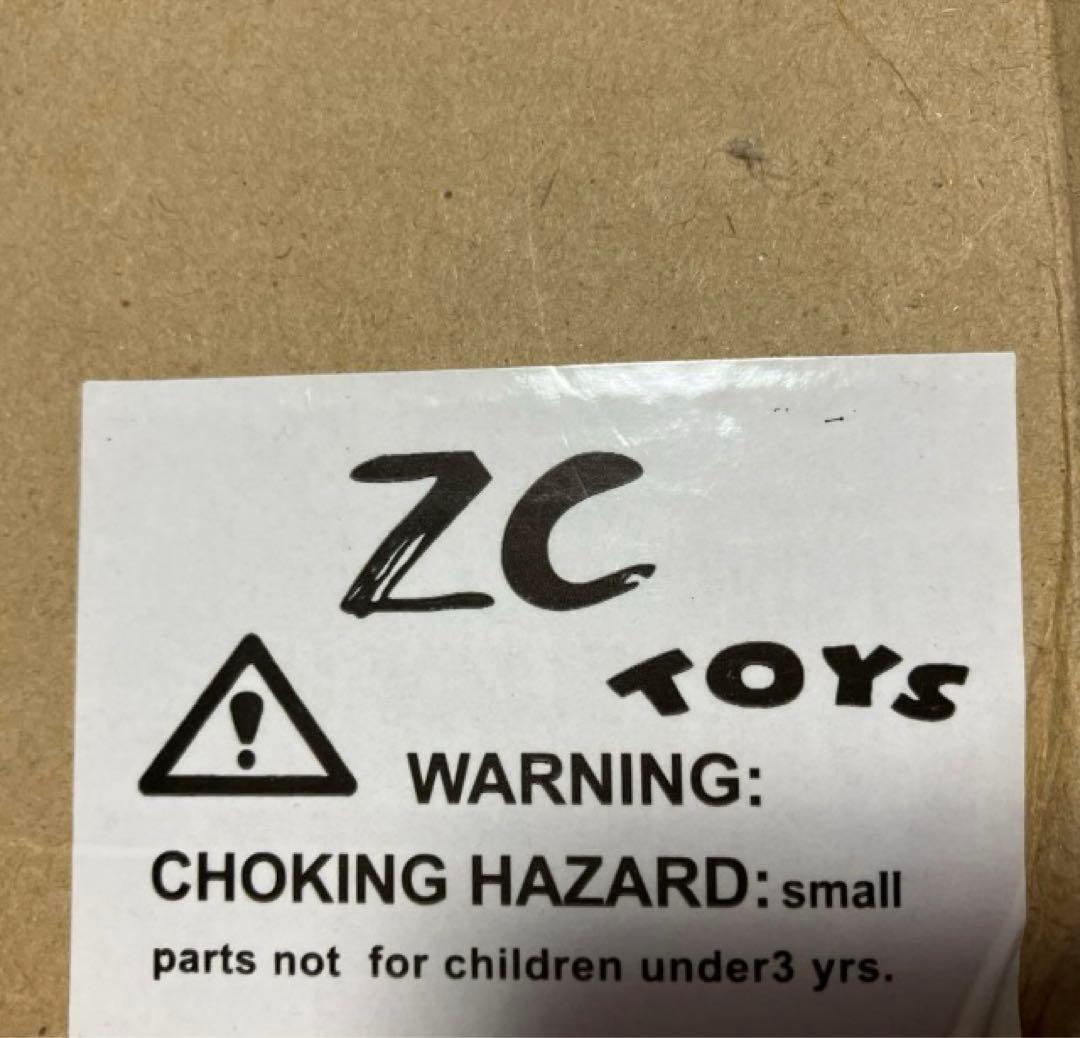 ZC
TOYS
WARNING:
CHOKING HAZARD: small
parts not for children under3 yrs.